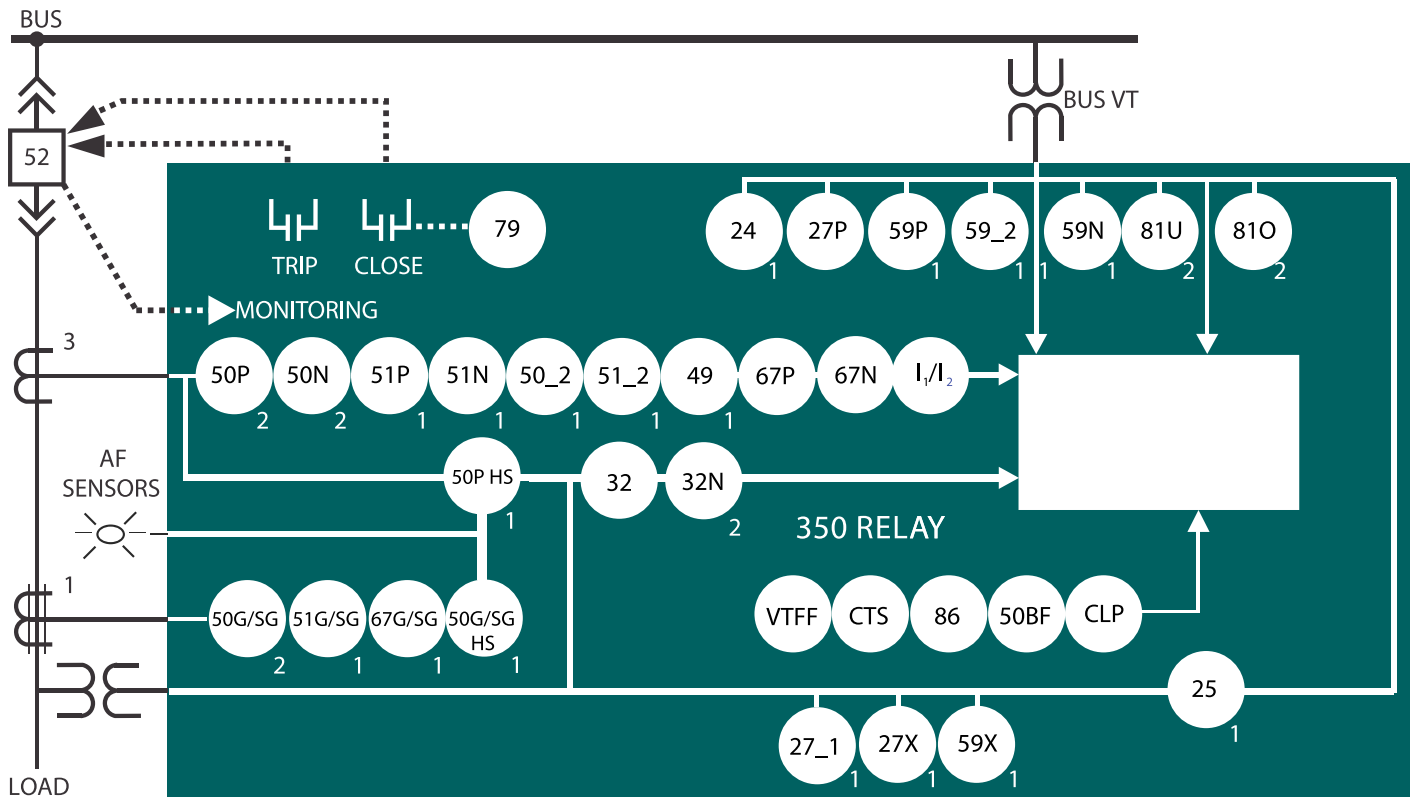 BUS
BUS VT
52
79
TRIP CLOSE
MONITORING
24 27P 59P 59_2 59N 81U 81O
1 1 1 1 1 2 2
3
50P 50N 51P 51N 50_2 51_2 49 67P 67N I1/I2
2 2 1 1 1 1 1
AF
SENSORS
50P HS 32 32N
1 2
350 RELAY
1
50G/SG 51G/SG 67G/SG 50G/SG
HS
2 1 1 1
VTFF CTS 86 50BF CLP
25
1
27_1 27X 59X
1 1 1
LOAD